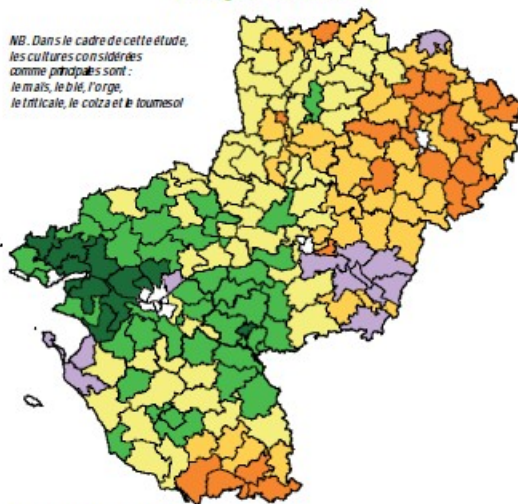 NB. Dans le cadre de cette étude,
les cultures considérées
comme principales sont :
le maïs, le blé, l'orge,
le triticale, le colza et le tournesol